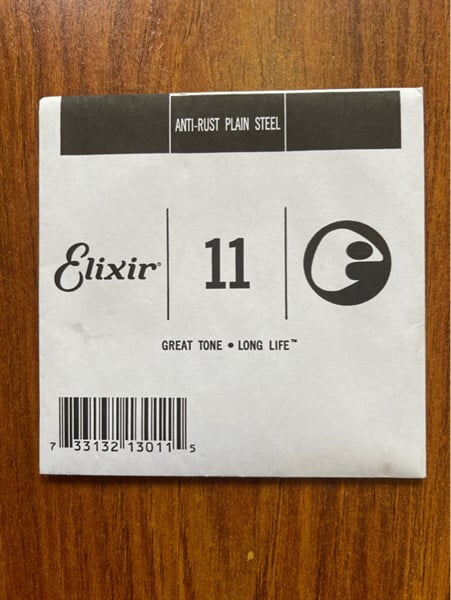 ANTI-RUST PLAIN STEEL
Elixir®
11
GREAT TONE • LONG LIFE™
7 33132 13011 5